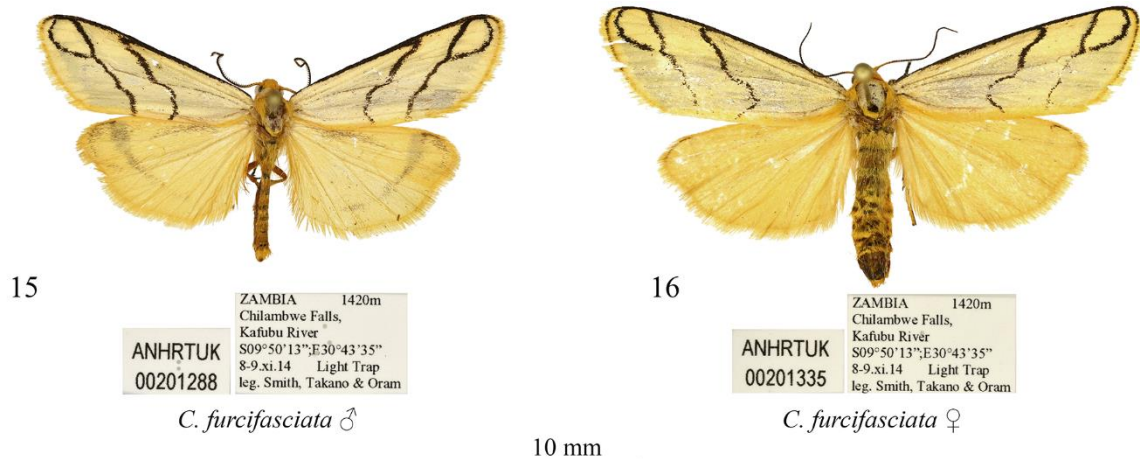 15
ANHRTUK
00201288
ZAMBIA 1420m
Chilambwe Falls,
Kafubu River
S09°50'13";E30°43'35"
8-9.xi.14 Light Trap
leg. Smith, Takano & Oram
C. furcifasciata ♂
16
ANHRTUK
00201335
ZAMBIA 1420m
Chilambwe Falls,
Kafubu River
S09°50'13";E30°43'35"
8-9.xi.14 Light Trap
leg. Smith, Takano & Oram
C. furcifasciata ♀
10 mm